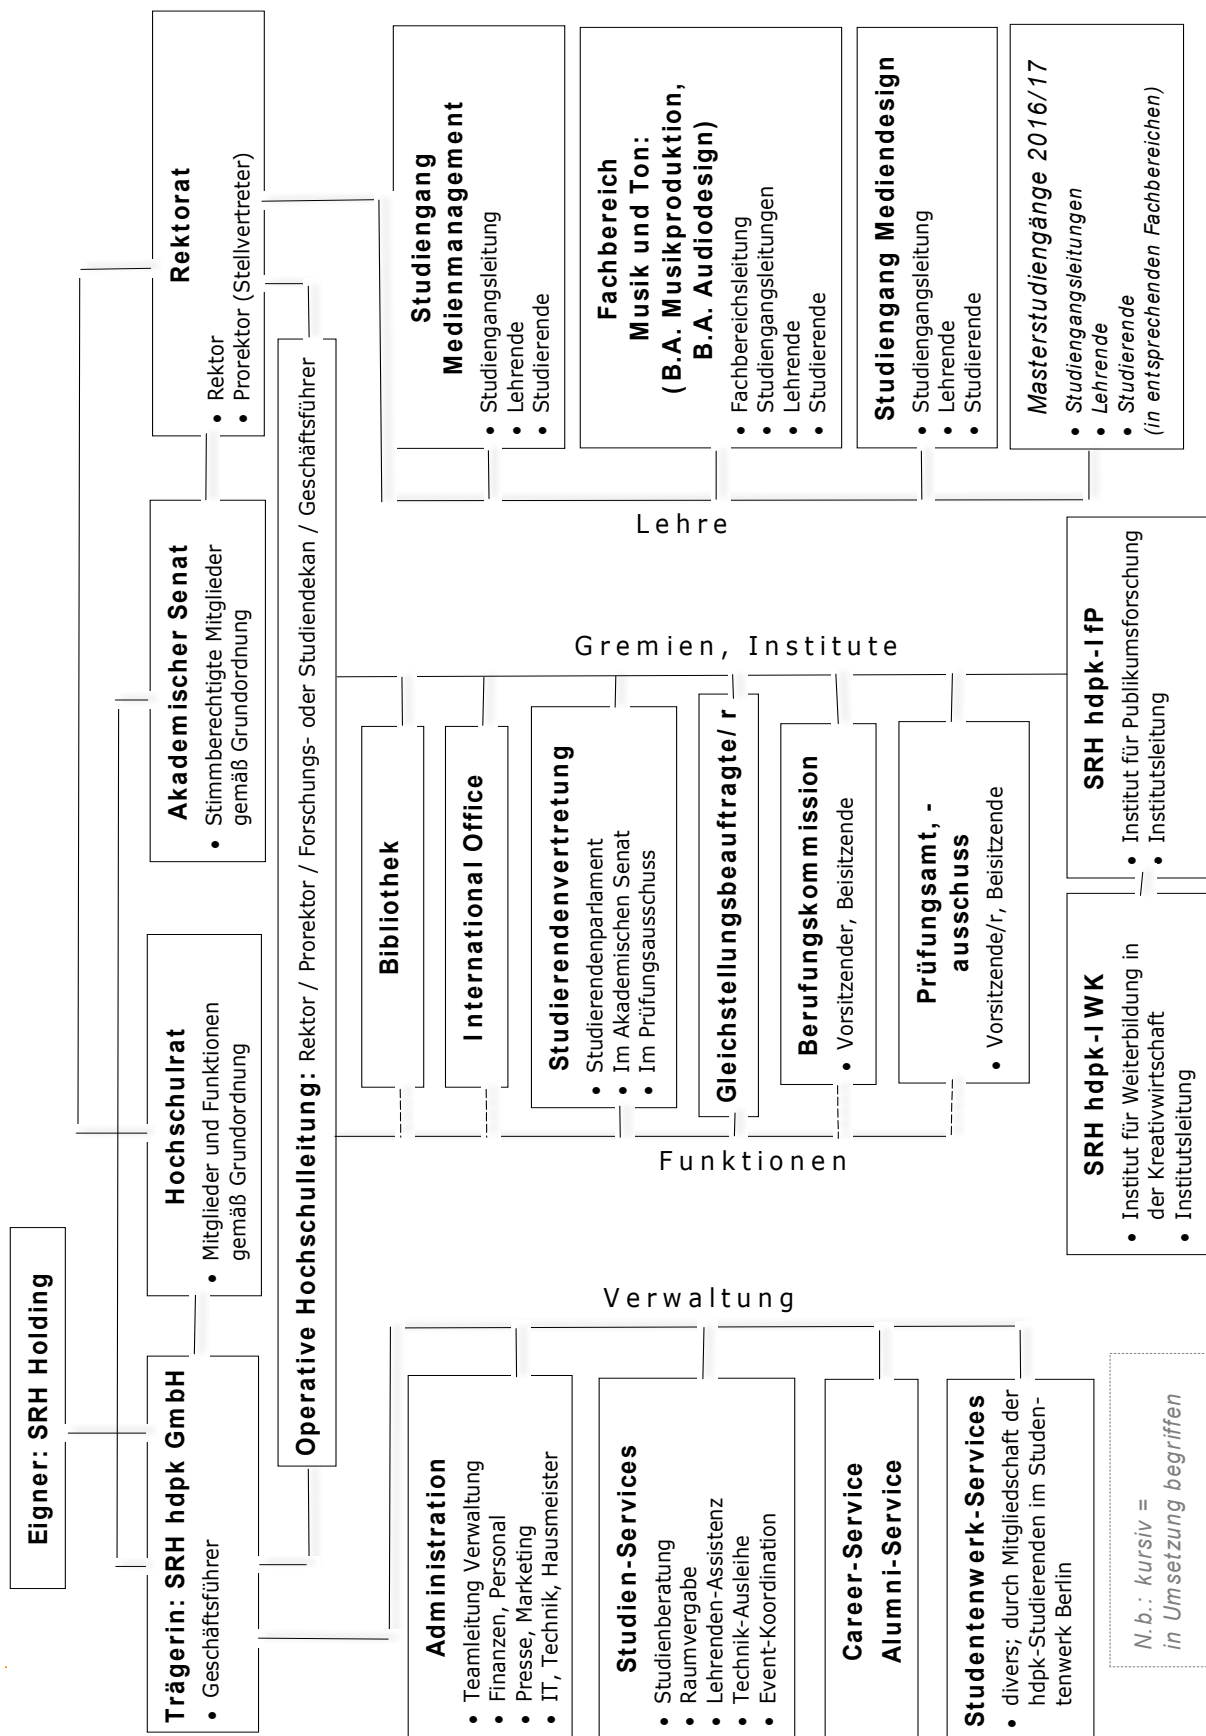 Eigner: SRH Holding
Trägerin: SRH hdpk GmbH
• Geschäftsführer
Hochschulrat
• Mitglieder und Funktionen
gemäß Grundordnung
Akademischer Senat
• Stimmberechtigte Mitglieder
gemäß Grundordnung
Rektorat
• Rektor
• Prorektor (Stellvertreter)
Operative Hochschulleitung: Rektor / Prorektor / Forschungs- oder Studiendekan / Geschäftsführer
Administration
• Teamleitung Verwaltung
• Finanzen, Personal
• Presse, Marketing
• IT, Technik, Hausmeister
Studien-Services
• Studienberatung
• Raumvergabe
• Lehrenden-Assistenz
• Technik-Ausleihe
• Event-Koordination
Career-Service
Alumni-Service
Studentenwerk-Services
• divers; durch Mitgliedschaft der
hdpk-Studierenden im Studen-
tenwerk Berlin
N.b.: kursiv =
in Umsetzung begriffen
Verwaltung
Funktionen
Bibliothek
International Office
Studierendenvertretung
• Studierendenparlament
• Im Akademischen Senat
• Im Prüfungsausschuss
Gleichstellungsbeauftragte/ r
Berufungskommission
• Vorsitzender, Beisitzende
Prüfungsamt, -
ausschuss
• Vorsitzende/r, Beisitzende
Gremien, Institute
SRH hdpk-IWK
• Institut für Weiterbildung in
der Kreativwirtschaft
• Institutsleitung
SRH hdpk-IfP
• Institut für Publikumsforschung
• Institutsleitung
Lehre
Studiengang
Medienmanagement
• Studiengangsleitung
• Lehrende
• Studierende
Fachbereich
Musik und Ton:
(B.A. Musikproduktion,
B.A. Audiodesign)
• Fachbereichsleitung
• Studiengangsleitungen
• Lehrende
• Studierende
Studiengang Mediendesign
• Studiengangsleitung
• Lehrende
• Studierende
Masterstudiengänge 2016/17
• Studiengangsleitungen
• Lehrende
• Studierende
(in entsprechenden Fachbereichen)